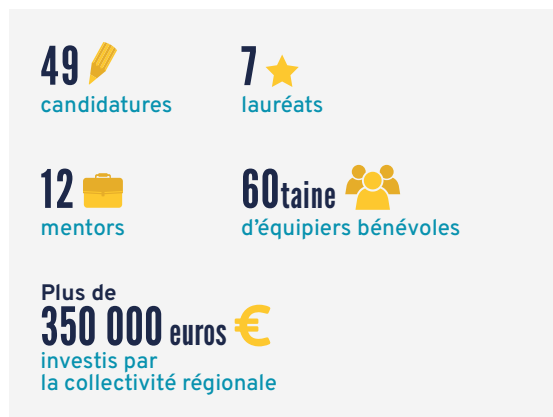 49
candidatures
7
lauréats
12
mentors
60taine
d'équipiers bénévoles
Plus de
350 000 euros €
investis par
la collectivité régionale